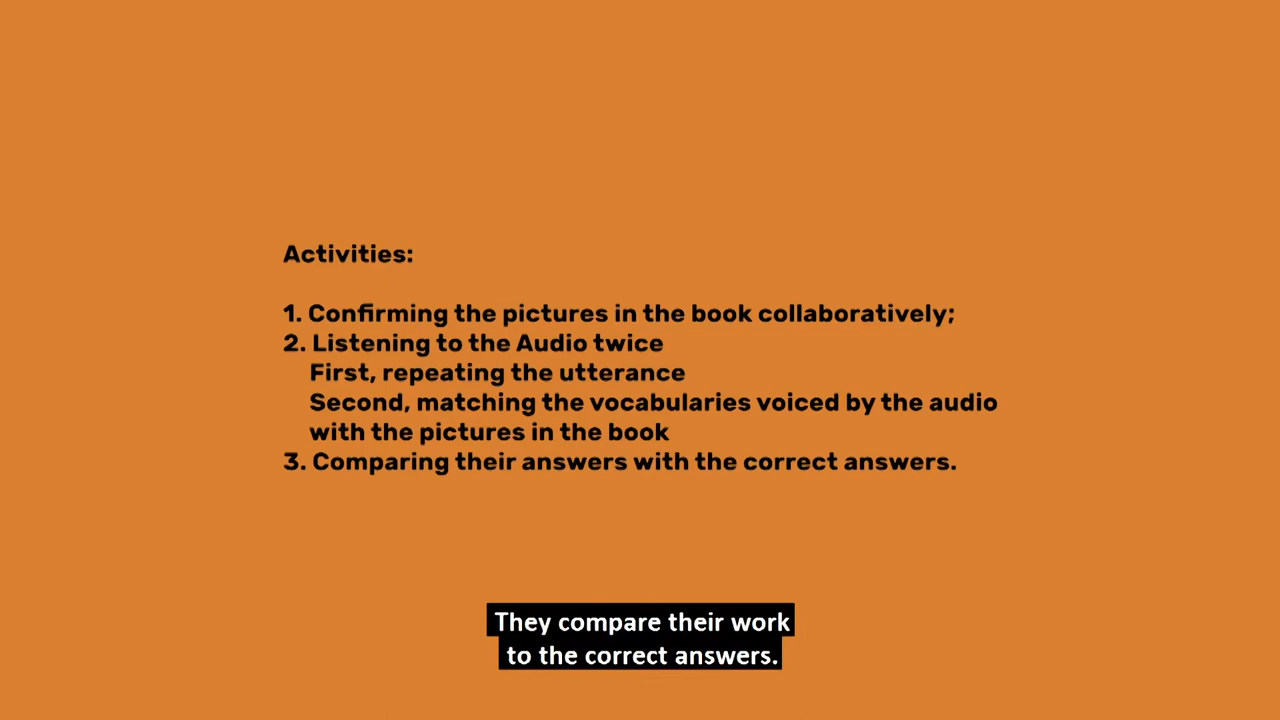 Activities:
1. Confirming the pictures in the book collaboratively;
2. Listening to the Audio twice
First, repeating the utterance
Second, matching the vocabularies voiced by the audio
with the pictures in the book
3. Comparing their answers with the correct answers.
They compare their work
to the correct answers.